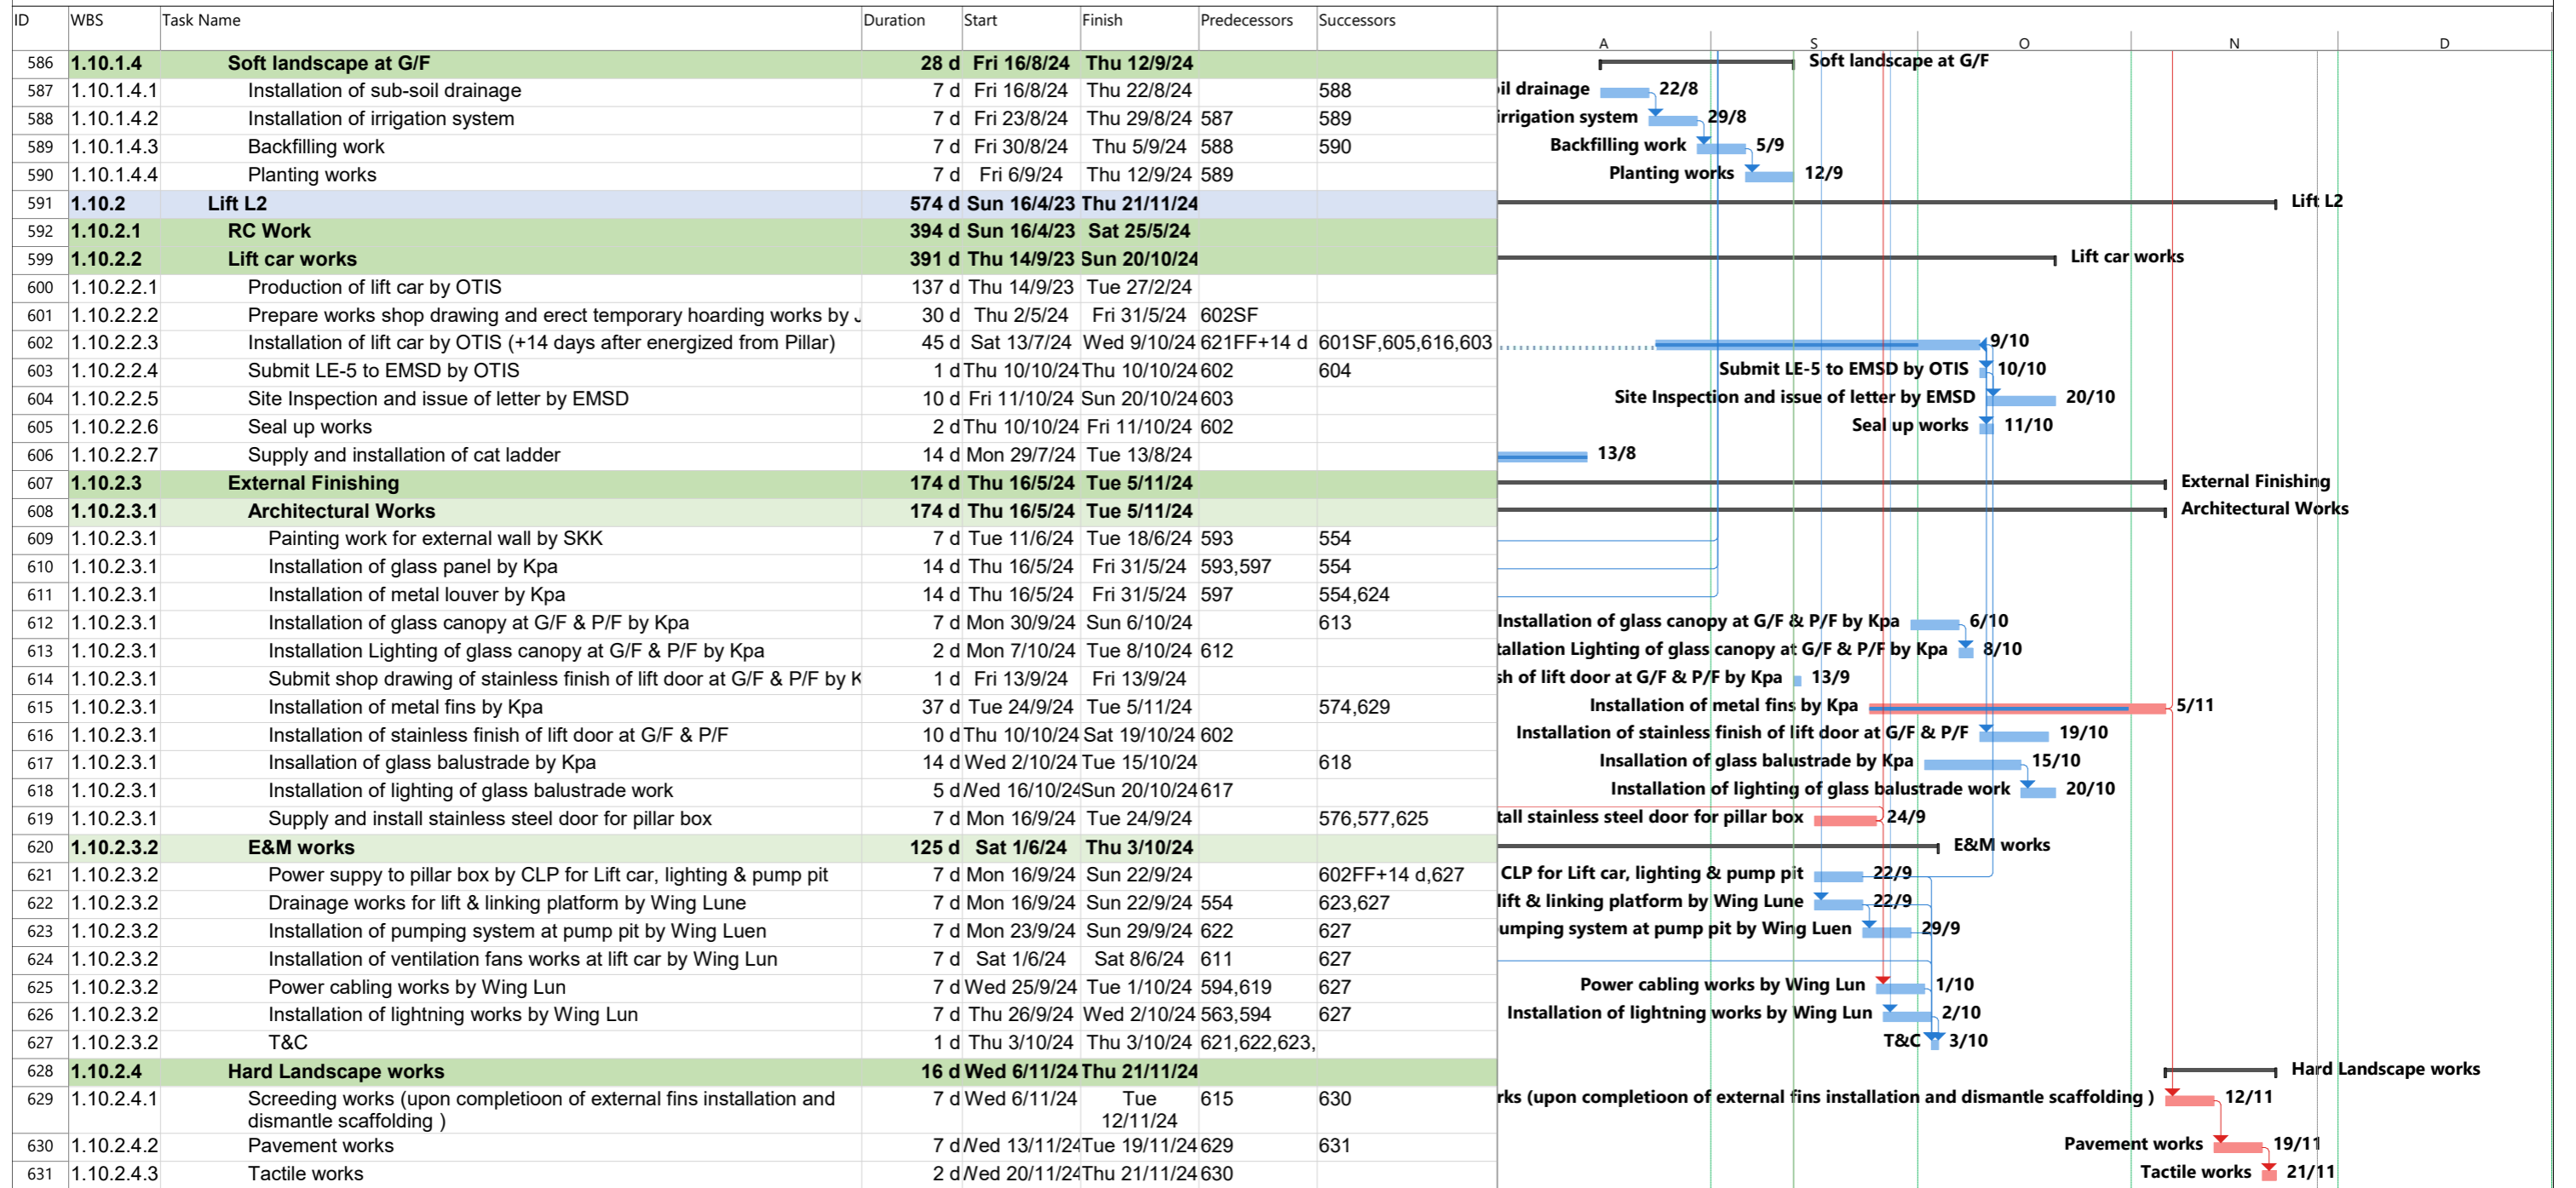 ID WBS Task Name Duration Start Finish Predecessors Successors A S O N D
586 1.10.1.4 Soft landscape at G/F 28 d Fri 16/8/24 Thu 12/9/24 Soft landscape at G/F
587 1.10.1.4.1 Installation of sub-soil drainage 7 d Fri 16/8/24 Thu 22/8/24 588 il drainage 22/8
588 1.10.1.4.2 Installation of irrigation system 7 d Fri 23/8/24 Thu 29/8/24 587 589 irrigation system 29/8
589 1.10.1.4.3 Backfilling work 7 d Fri 30/8/24 Thu 5/9/24 588 590 Backfilling work 5/9
590 1.10.1.4.4 Planting works 7 d Fri 6/9/24 Thu 12/9/24 589 Planting works 12/9
591 1.10.2 Lift L2 574 d Sun 16/4/23 Thu 21/11/24 Lift L2
592 1.10.2.1 RC Work 394 d Sun 16/4/23 Sat 25/5/24
599 1.10.2.2 Lift car works 391 d Thu 14/9/23 Sun 20/10/24 Lift car works
600 1.10.2.2.1 Production of lift car by OTIS 137 d Thu 14/9/23 Tue 27/2/24
601 1.10.2.2.2 Prepare works shop drawing and erect temporary hoarding works by 30 d Thu 2/5/24 Fri 31/5/24 602SF
602 1.10.2.2.3 Installation of lift car by OTIS (+14 days after energized from Pillar) 45 d Sat 13/7/24 Wed 9/10/24 621FF+14 d 601SF,605,616,603 9/10
603 1.10.2.2.4 Submit LE-5 to EMSD by OTIS 1 d Thu 10/10/24 Thu 10/10/24 602 604 Submit LE-5 to EMSD by OTIS 10/10
604 1.10.2.2.5 Site Inspection and issue of letter by EMSD 10 d Fri 11/10/24 Sun 20/10/24 603 Site Inspection and issue of letter by EMSD 20/10
605 1.10.2.2.6 Seal up works 2 d Thu 10/10/24 Fri 11/10/24 602 Seal up works 11/10
606 1.10.2.2.7 Supply and installation of cat ladder 14 d Mon 29/7/24 Tue 13/8/24 13/8
607 1.10.2.3 External Finishing 174 d Thu 16/5/24 Tue 5/11/24 External Finishing
608 1.10.2.3.1 Architectural Works 174 d Thu 16/5/24 Tue 5/11/24 Architectural Works
609 1.10.2.3.1 Painting work for external wall by SKK 7 d Tue 11/6/24 Tue 18/6/24 593 554
610 1.10.2.3.1 Installation of glass panel by Kpa 14 d Thu 16/5/24 Fri 31/5/24 593,597 554
611 1.10.2.3.1 Installation of metal louver by Kpa 14 d Thu 16/5/24 Fri 31/5/24 597 554,624
612 1.10.2.3.1 Installation of glass canopy at G/F & P/F by Kpa 7 d Mon 30/9/24 Sun 6/10/24 613 Installation of glass canopy at G/F & P/F by Kpa 6/10
613 1.10.2.3.1 Installation Lighting of glass canopy at G/F & P/F by Kpa 2 d Mon 7/10/24 Tue 8/10/24 612 tallation Lighting of glass canopy at G/F & P/F by Kpa 8/10
614 1.10.2.3.1 Submit shop drawing of stainless finish of lift door at G/F & P/F by K 1 d Fri 13/9/24 Fri 13/9/24 sh of lift door at G/F & P/F by Kpa 13/9
615 1.10.2.3.1 Installation of metal fins by Kpa 37 d Tue 24/9/24 Tue 5/11/24 574,629 Installation of metal fins by Kpa 5/11
616 1.10.2.3.1 Installation of stainless finish of lift door at G/F & P/F 10 d Thu 10/10/24 Sat 19/10/24 602 Installation of stainless finish of lift door at G/F & P/F 19/10
617 1.10.2.3.1 Insallation of glass balustrade by Kpa 14 d Wed 2/10/24 Tue 15/10/24 618 Insallation of glass balustrade by Kpa 15/10
618 1.10.2.3.1 Installation of lighting of glass balustrade work 5 d Wed 16/10/24 Sun 20/10/24 617 Installation of lighting of glass balustrade work 20/10
619 1.10.2.3.1 Supply and install stainless steel door for pillar box 7 d Mon 16/9/24 Tue 24/9/24 576,577,625 tall stainless steel door for pillar box 24/9
620 1.10.2.3.2 E&M works 125 d Sat 1/6/24 Thu 3/10/24 E&M works
621 1.10.2.3.2 Power suppy to pillar box by CLP for Lift car, lighting & pump pit 7 d Mon 16/9/24 Sun 22/9/24 602FF+14 d,627 CLP for Lift car, lighting & pump pit 22/9
622 1.10.2.3.2 Drainage works for lift & linking platform by Wing Lune 7 d Mon 16/9/24 Sun 22/9/24 554 623,627 lift & linking platform by Wing Lune 22/9
623 1.10.2.3.2 Installation of pumping system at pump pit by Wing Luen 7 d Mon 23/9/24 Sun 29/9/24 622 627 umping system at pump pit by Wing Luen 29/9
624 1.10.2.3.2 Installation of ventilation fans works at lift car by Wing Lun 7 d Sat 1/6/24 Sat 8/6/24 611 627
625 1.10.2.3.2 Power cabling works by Wing Lun 7 d Wed 25/9/24 Tue 1/10/24 594,619 627 Power cabling works by Wing Lun 1/10
626 1.10.2.3.2 Installation of lightning works by Wing Lun 7 d Thu 26/9/24 Wed 2/10/24 563,594 627 Installation of lightning works by Wing Lun 2/10
627 1.10.2.3.2 T&C 1 d Thu 3/10/24 Thu 3/10/24 621,622,623, T&C 3/10
628 1.10.2.4 Hard Landscape works 16 d Wed 6/11/24 Thu 21/11/24 Hard Landscape works
629 1.10.2.4.1 Screeding works (upon completioon of external fins installation and 7 d Wed 6/11/24 Tue 615 630 rks (upon completioon of external fins installation and dismantle scaffolding ) 12/11
dismantle scaffolding ) 12/11/24
630 1.10.2.4.2 Pavement works 7 d Wed 13/11/24 Tue 19/11/24 629 631 Pavement works 19/11
631 1.10.2.4.3 Tactile works 2 d Wed 20/11/24 Thu 21/11/24 630 Tactile works 21/11